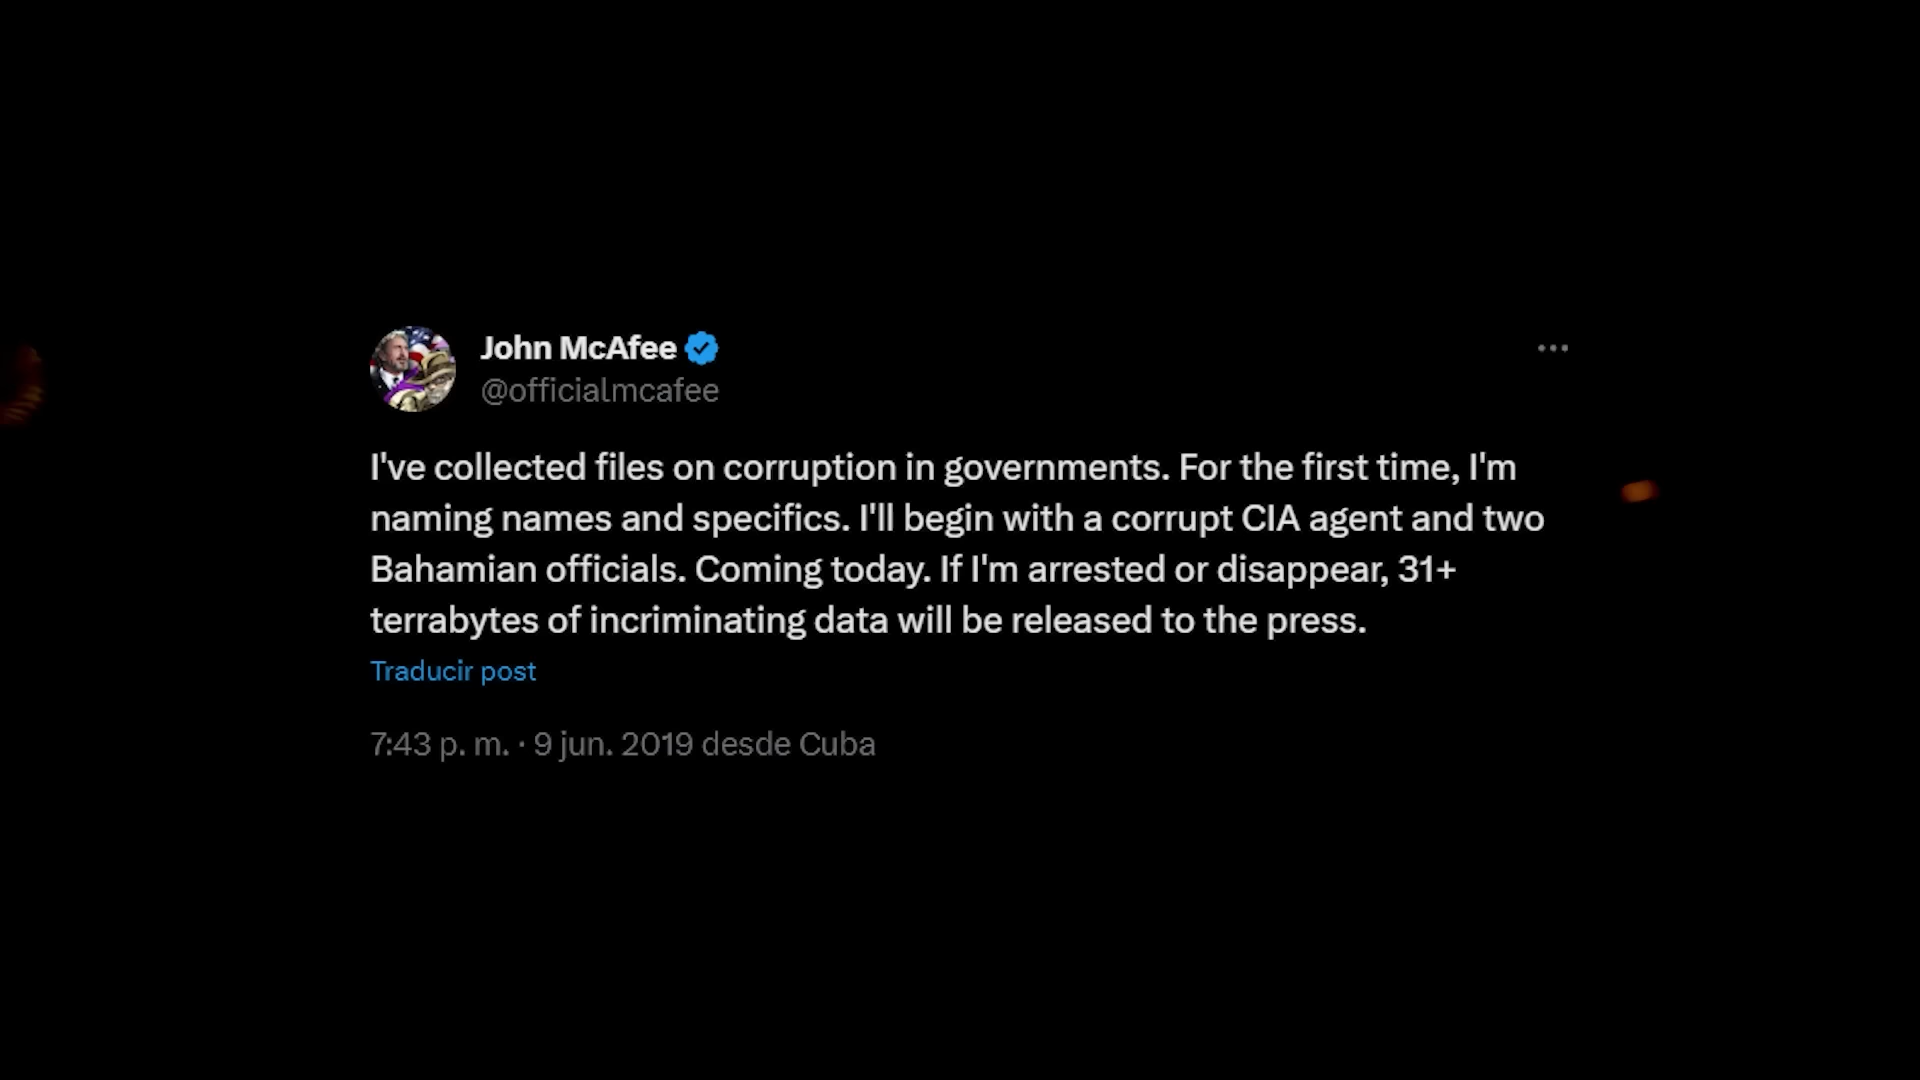 John McAfee
@officialmcafee
I've collected files on corruption in governments. For the first time, I'm
naming names and specifics. I'll begin with a corrupt CIA agent and two
Bahamian officials. Coming today. If I'm arrested or disappear, 31+
terrabytes of incriminating data will be released to the press.
Traducir post
7:43 p. m. · 9 jun. 2019 desde Cuba